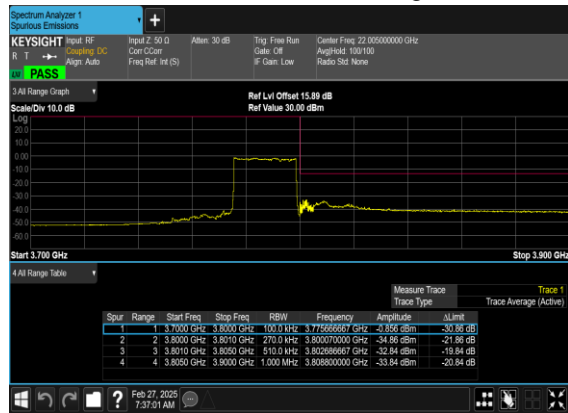 Spectrum Analyzer 1
Spurious Emissions
KEYSIGHT Input: RF Input Z: 50 Ω Atten: 30 dB Trig: Free Run Center Freq: 22.005000000 GHz
R T Coupling: DC Corr CCorr Gate: Off Avg|Hold: 100/100
Align: Auto Freq Ref: Int (S) IF Gain: Low Radio Std: None
LM PASS
3 All Range Graph
Ref Lvl Offset 15.89 dB
Scale/Div 10.0 dB Ref Value 30.00 dBm
Log
20.0
10.0
0.00
-10.0
-20.0
-30.0
-40.0
-50.0
-60.0
Start 3.700 GHz Stop 3.900 GHz
4 All Range Table
Measure Trace Trace 1
Trace Type Trace Average (Active)
Spur Range Start Freq Stop Freq RBW Frequency Amplitude ΔLimit
1 1 3.7000 GHz 3.8000 GHz 100.0 kHz 3.775666667 GHz -0.856 dBm -30.86 dB
2 2 3.8000 GHz 3.8010 GHz 270.0 kHz 3.800070000 GHz -34.86 dBm -21.86 dB
3 3 3.8010 GHz 3.8050 GHz 510.0 kHz 3.802686667 GHz -32.84 dBm -19.84 dB
4 4 3.8050 GHz 3.9000 GHz 1.000 MHz 3.808800000 GHz -33.84 dBm -20.84 dB
? Feb 27, 2025
7:37:01 AM